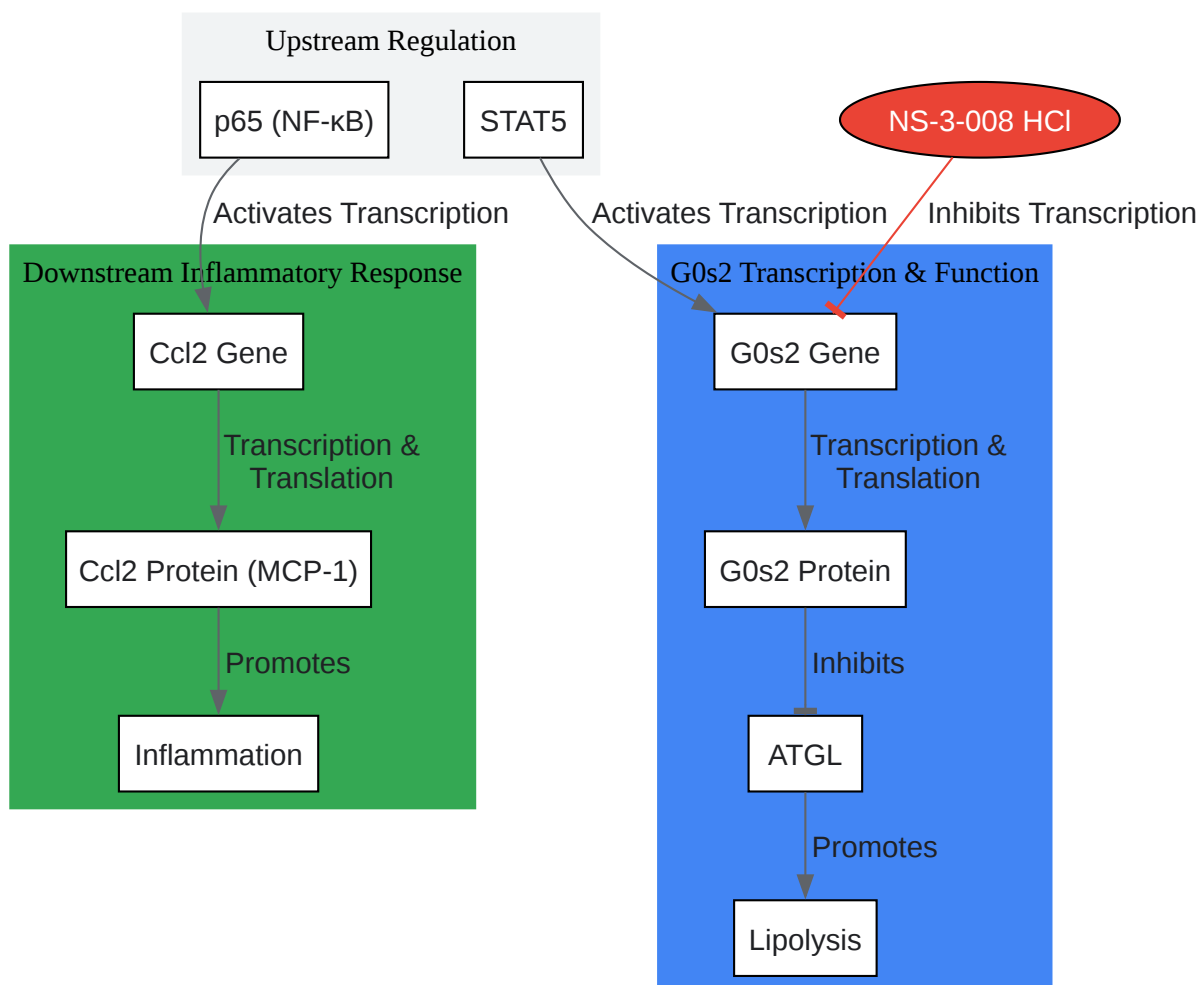 Upstream Regulation
p65 (NF-κB)
STAT5
NS-3-008 HCl
Activates Transcription
Activates Transcription
Inhibits Transcription
Downstream Inflammatory Response
G0s2 Transcription & Function
Ccl2 Gene
G0s2 Gene
Transcription &
Translation
Transcription &
Translation
Ccl2 Protein (MCP-1)
G0s2 Protein
Promotes
Inhibits
Inflammation
ATGL
Promotes
Lipolysis